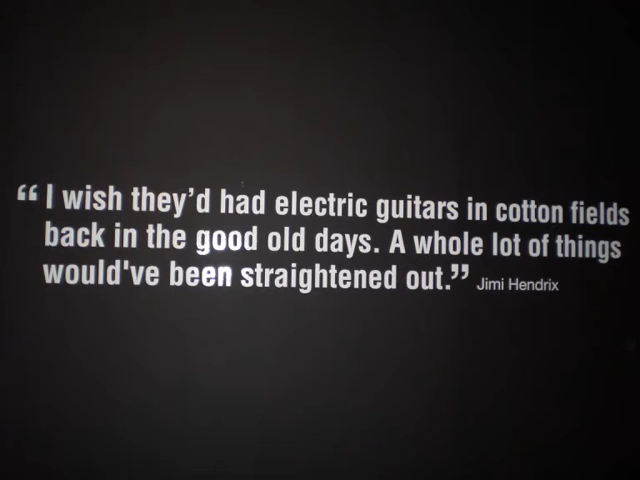 “I wish they’d had electric guitars in cotton fields
back in the good old days. A whole lot of things
would've been straightened out.” Jimi Hendrix